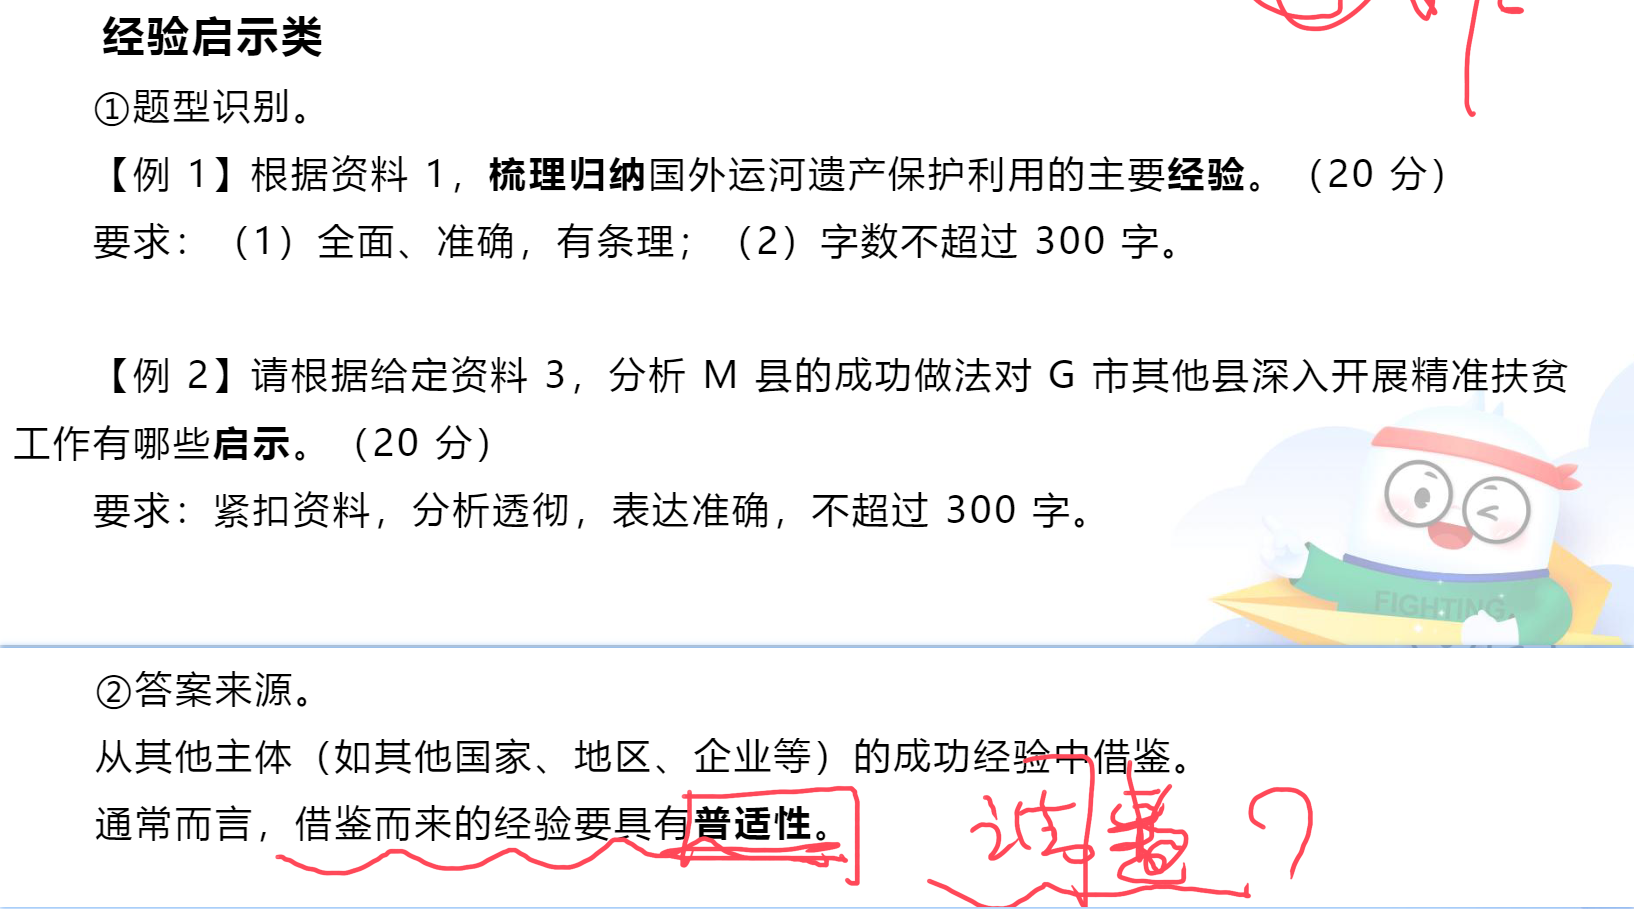 经验启示类
①题型识别。
【例 1】根据资料 1，梳理归纳国外运河遗产保护利用的主要经验。（20 分）
要求：（1）全面、准确，有条理；（2）字数不超过 300 字。
【例 2】请根据给定资料 3，分析 M 县的成功做法对 G 市其他县深入开展精准扶贫
工作有哪些启示。（20 分）
要求：紧扣资料，分析透彻，表达准确，不超过 300 字。
FIGHTING
②答案来源。
从其他主体（如其他国家、地区、企业等）的成功经验中借鉴。
通常而言，借鉴而来的经验要具有普适性。
？